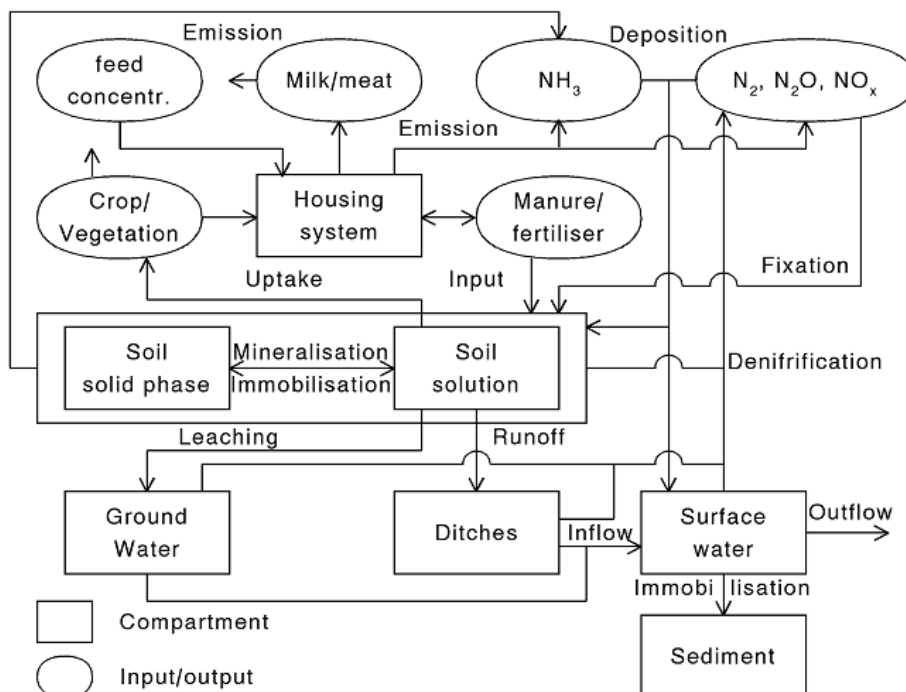 Emission
Deposition
feed
concentr.
Milk/meat
NH₃
N₂, N₂O, NOₓ
Emission
Crop/
Vegetation
Housing
system
Manure/
fertiliser
Uptake
Input
Fixation
Soil
solid phase
Mineralisation
Immobilisation
Soil
solution
Denifrification
Leaching
Runoff
Ground
Water
Ditches
Inflow
Surface
water
Outflow
Immobi lisation
Compartment
Sediment
Input/output